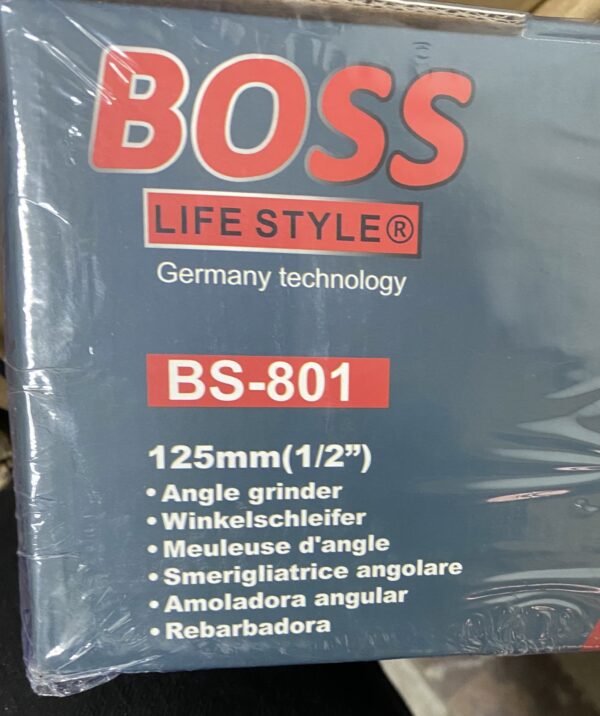 BOSS
LIFE STYLE®
Germany technology
BS-801
125mm(1/2”)
• Angle grinder
• Winkelschleifer
• Meuleuse d'angle
• Smerigliatrice angolare
• Amoladora angular
• Rebarbadora